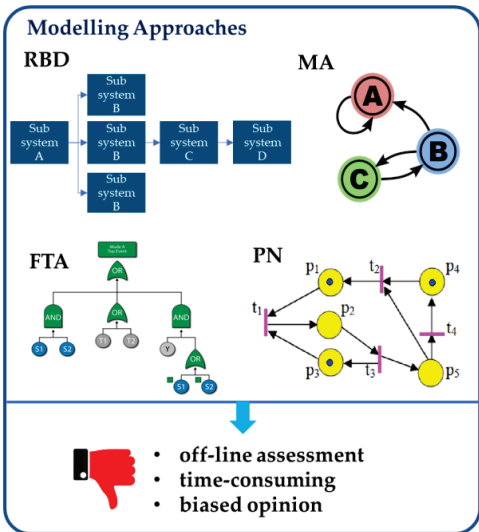 Modelling Approaches
RBD
Sub
system
B
Sub
system
A
Sub
system
B
Sub
system
C
Sub
system
D
Sub
system
B
MA
A
B
C
FTA
OR
AND
OR
AND
S1
S2
T1
T2
Y
OR
S1
S2
PN
p1
t2
p4
t1
p2
t4
p3
t3
p5
• off-line assessment
• time-consuming
• biased opinion